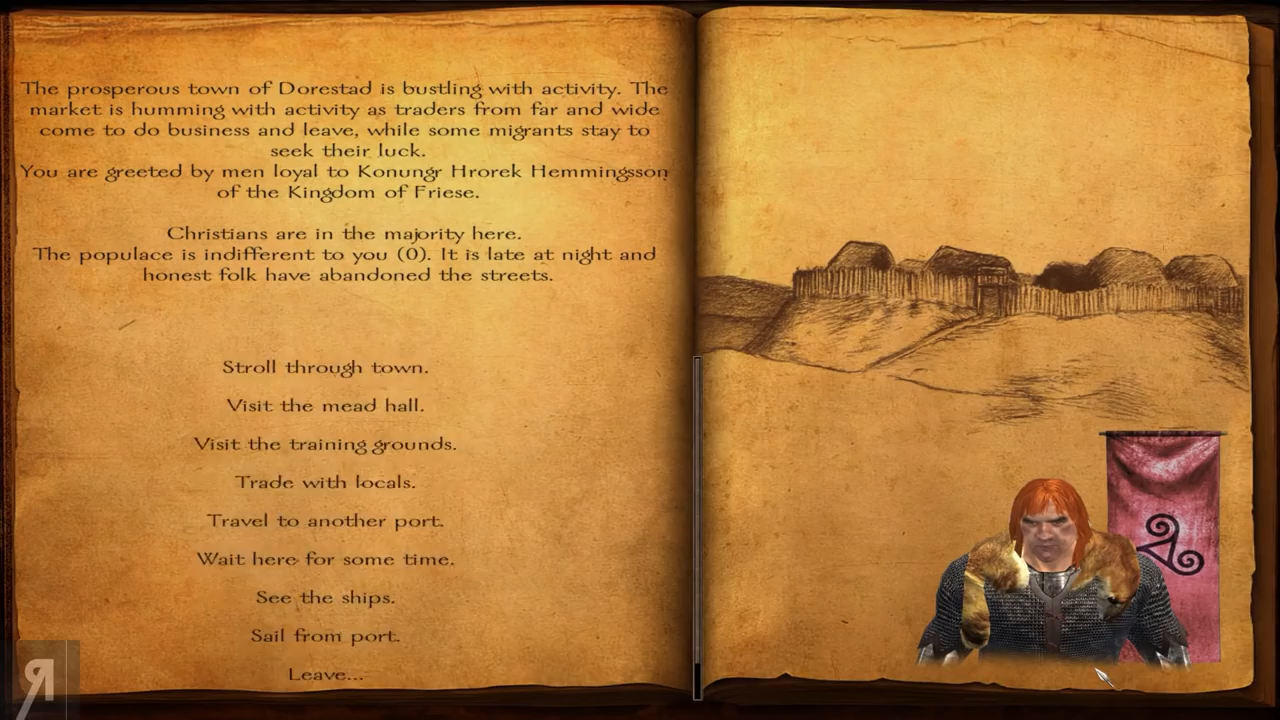 The prosperous town of Dorestad is bustling with activity. The
market is humming with activity as traders from far and wide
come to do business and leave, while some migrants stay to
seek their luck.
You are greeted by men loyal to Konungr Hrorek Hemmingsson
of the Kingdom of Friese.
Christians are in the majority here.
The populace is indifferent to you (0). It is late at night and
honest folk have abandoned the streets.
Stroll through town.
Visit the mead hall.
Visit the training grounds.
Trade with locals.
Travel to another port.
Wait here for some time.
See the ships.
Sail from port.
Leave...